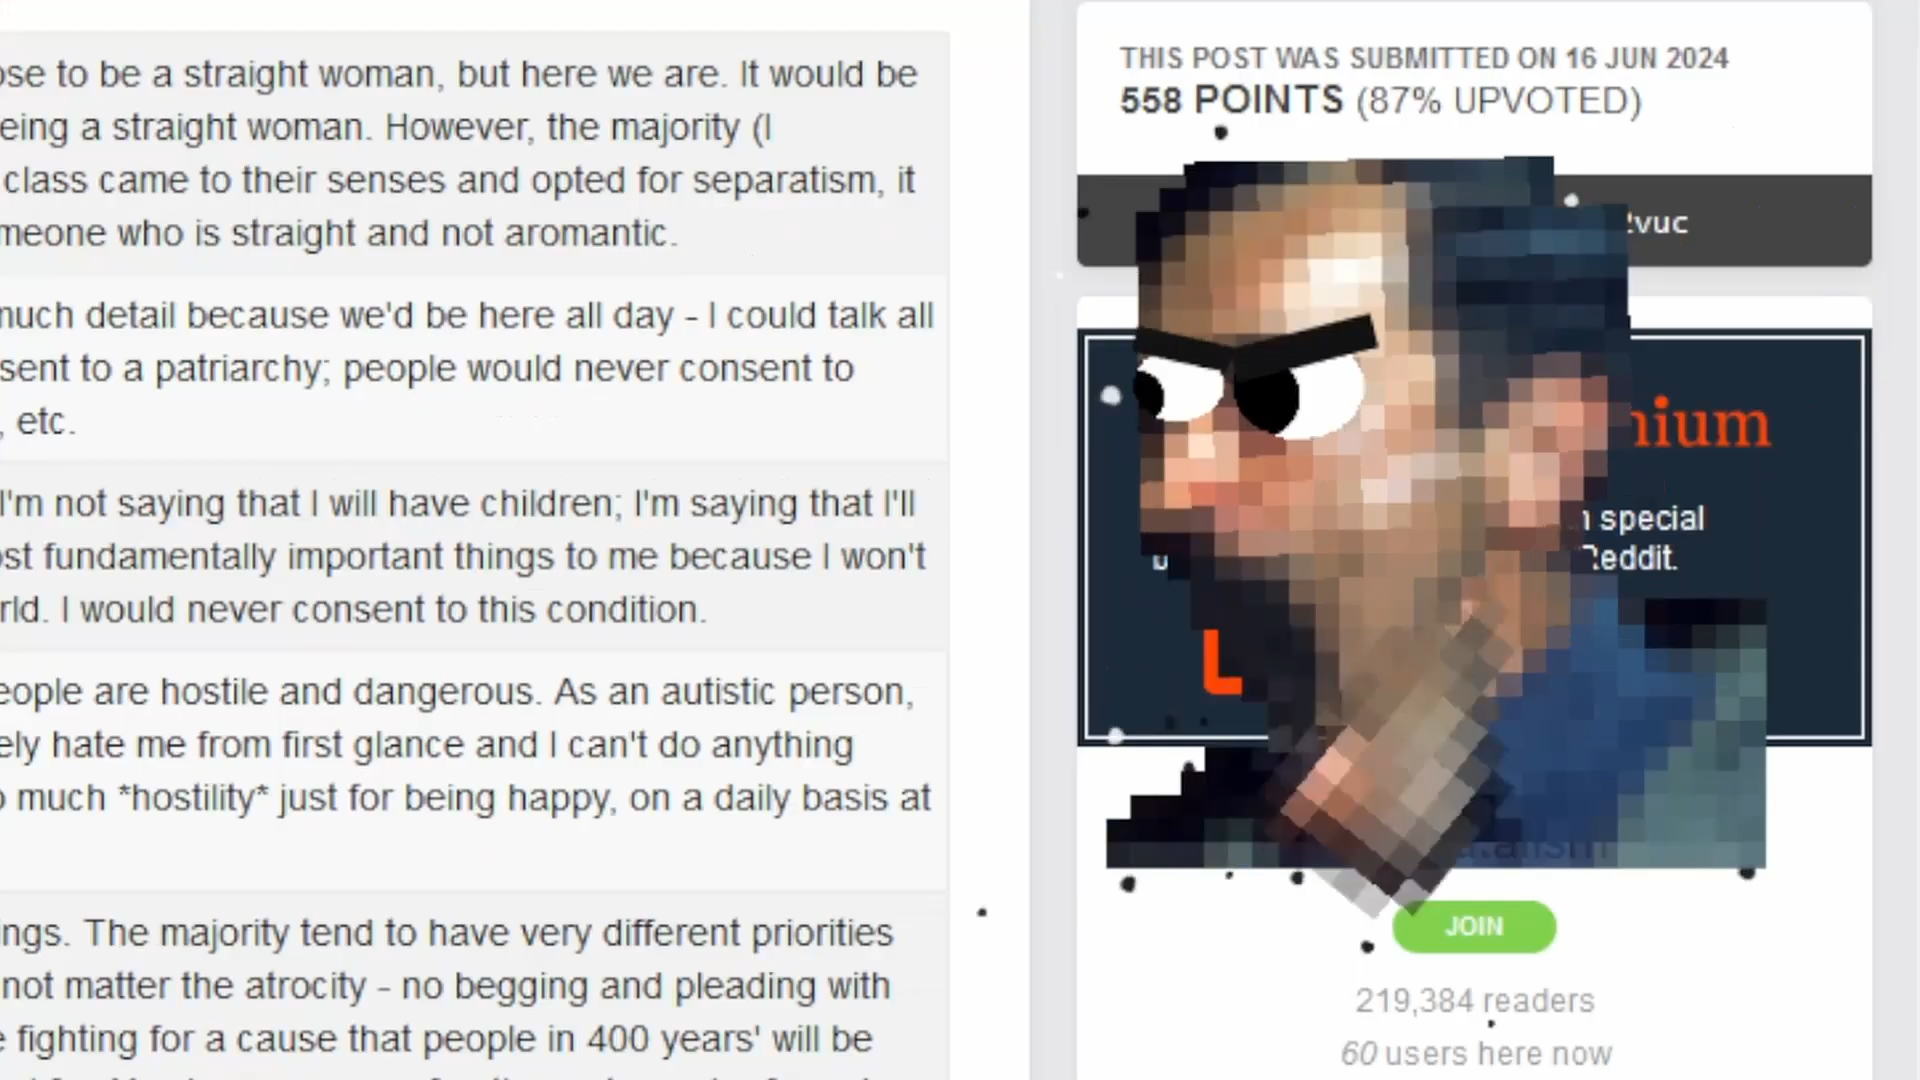 ose to be a straight woman, but here we are. It would be
eing a straight woman. However, the majority (I
class came to their senses and opted for separatism, it
meone who is straight and not aromantic.
much detail because we'd be here all day - I could talk all
sent to a patriarchy; people would never consent to
, etc.
I'm not saying that I will have children; I'm saying that I'll
ost fundamentally important things to me because I won't
rld. I would never consent to this condition.
eople are hostile and dangerous. As an autistic person,
ely hate me from first glance and I can't do anything
o much *hostility* just for being happy, on a daily basis at
ings. The majority tend to have very different priorities
not matter the atrocity - no begging and pleading with
e fighting for a cause that people in 400 years' will be
THIS POST WAS SUBMITTED ON 16 JUN 2024
558 POINTS (87% UPVOTED)
vuc
nium
special
Reddit.
JOIN
219,384 readers
60 users here now